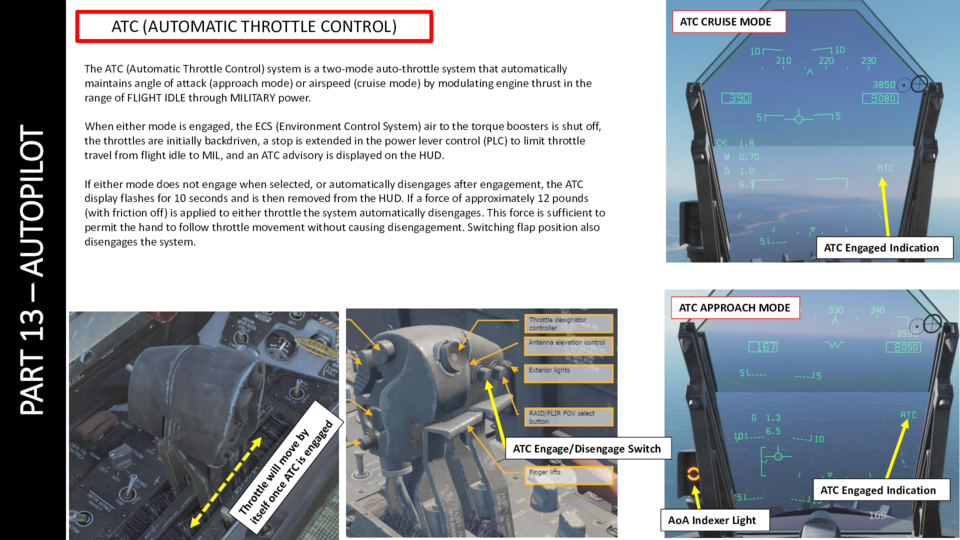 PART 13 – AUTOPILOT
ATC (AUTOMATIC THROTTLE CONTROL)
The ATC (Automatic Throttle Control) system is a two-mode auto-throttle system that automatically
maintains angle of attack (approach mode) or airspeed (cruise mode) by modulating engine thrust in the
range of FLIGHT IDLE through MILITARY power.
When either mode is engaged, the ECS (Environment Control System) air to the torque boosters is shut off,
the throttles are initially backdriven, a stop is extended in the power lever control (PLC) to limit throttle
travel from flight idle to MIL, and an ATC advisory is displayed on the HUD.
If either mode does not engage when selected, or automatically disengages after engagement, the ATC
display flashes for 10 seconds and is then removed from the HUD. If a force of approximately 12 pounds
(with friction off) is applied to either throttle the system automatically disengages. This force is sufficient to
permit the hand to follow throttle movement without causing disengagement. Switching flap position also
disengages the system.
ATC CRUISE MODE
10 10
210 220 230
3850
390 9080
5 5
α 1.8
M 0.70
G 1.0
6.5
ATC
5
ATC Engaged Indication
Throttle will move by
itself once ATC is engaged
Throttle designator
controller
Antenna elevation control
Exterior lights
RAID/FLIR FOV select
button
ATC Engage/Disengage Switch
Finger lifts
ATC APPROACH MODE
330 340
167 8050
5 5
G 1.3
6.5
ATC
10 10
5 5
ATC Engaged Indication
AoA Indexer Light
169